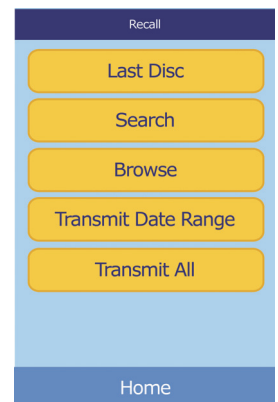 Recall
Last Disc
Search
Browse
Transmit Date Range
Transmit All
Home